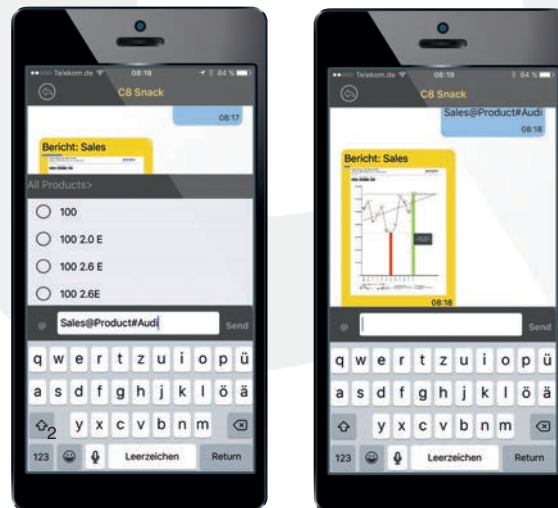 Telekom.de 08:18 84 %
C8 Snack
08:17
Bericht: Sales
All Products>
100
100 2.0 E
100 2.6 E
100 2.6E
@ Sales@Product#Audi Send
q w e r t z u i o p ü
a s d f g h j k l ö ä
2 y x c v b n m
123 Leerzeichen Return
Telekom.de 08:19 84 %
C8 Snack
Sales@Product#Audi
08:18
Bericht: Sales
08:18
@ Send
q w e r t z u i o p ü
a s d f g h j k l ö ä
y x c v b n m
123 Leerzeichen Return